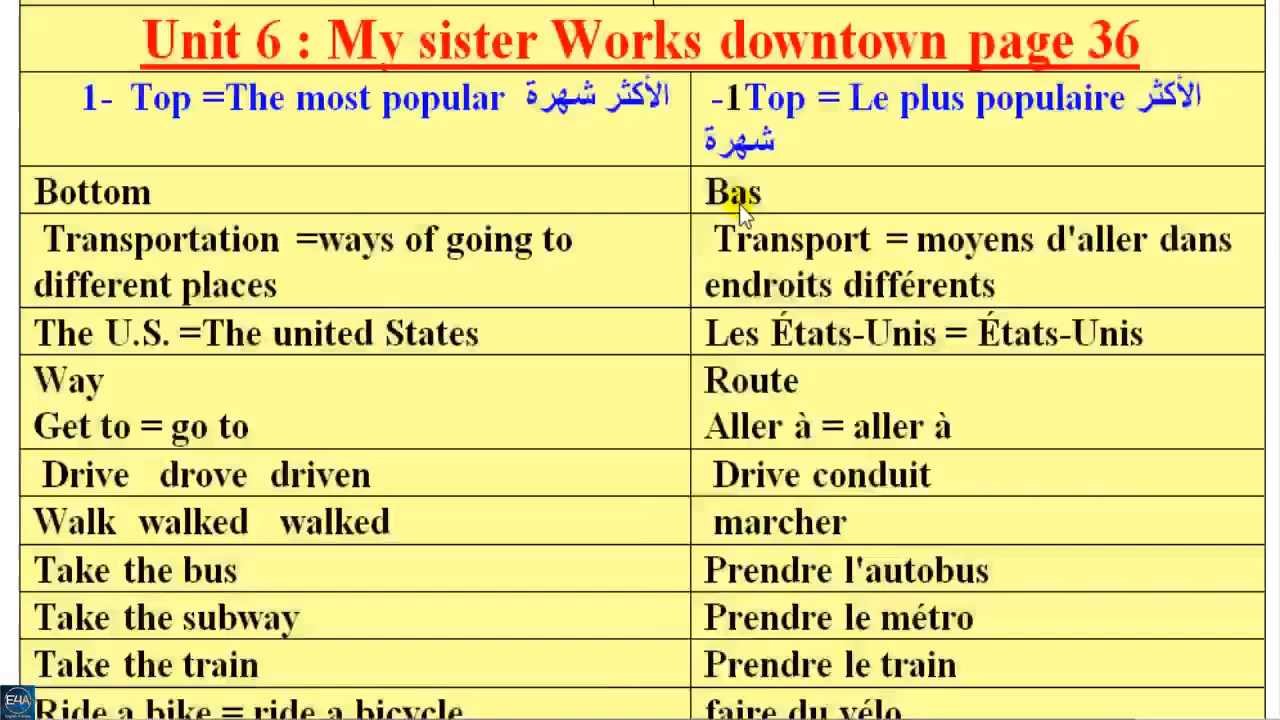 Unit 6 : My sister Works downtown page 36
1- Top =The most popular الأكثر شهرة
-1Top = Le plus populaire الأكثر
شهرة
Bottom
Bas
Transportation =ways of going to
different places
Transport = moyens d'aller dans
endroits différents
The U.S. =The united States
Les États-Unis = États-Unis
Way
Get to = go to
Route
Aller à = aller à
Drive drove driven
Drive conduit
Walk walked walked
marcher
Take the bus
Prendre l'autobus
Take the subway
Prendre le métro
Take the train
Prendre le train
Ride a bike = ride a bicycle
faire du vélo
E4A